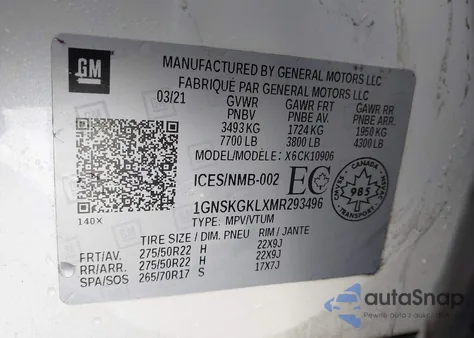 GM
MANUFACTURED BY GENERAL MOTORS LLC
FABRIQUÉ PAR GENERAL MOTORS LLC
03/21 GVWR GAWR FRT GAWR RR
PNBV PNBE AV. PNBE ARR.
3493 KG 1724 KG 1950 KG
7700 LB 3800 LB 4300 LB
MODEL/MODÈLE: X6CK10906
ICES/NMB-002 EC
CANADA
985
TRANSPORT
1GNSKGKLXMR293496
TYPE: MPV/VTUM
140X
TIRE SIZE / DIM. PNEU RIM / JANTE
FRT/AV. 275/50R22 H 22X9J
RR/ARR. 275/50R22 H 22X9J
SPA/SOS 265/70R17 S 17X7J
autoSnap